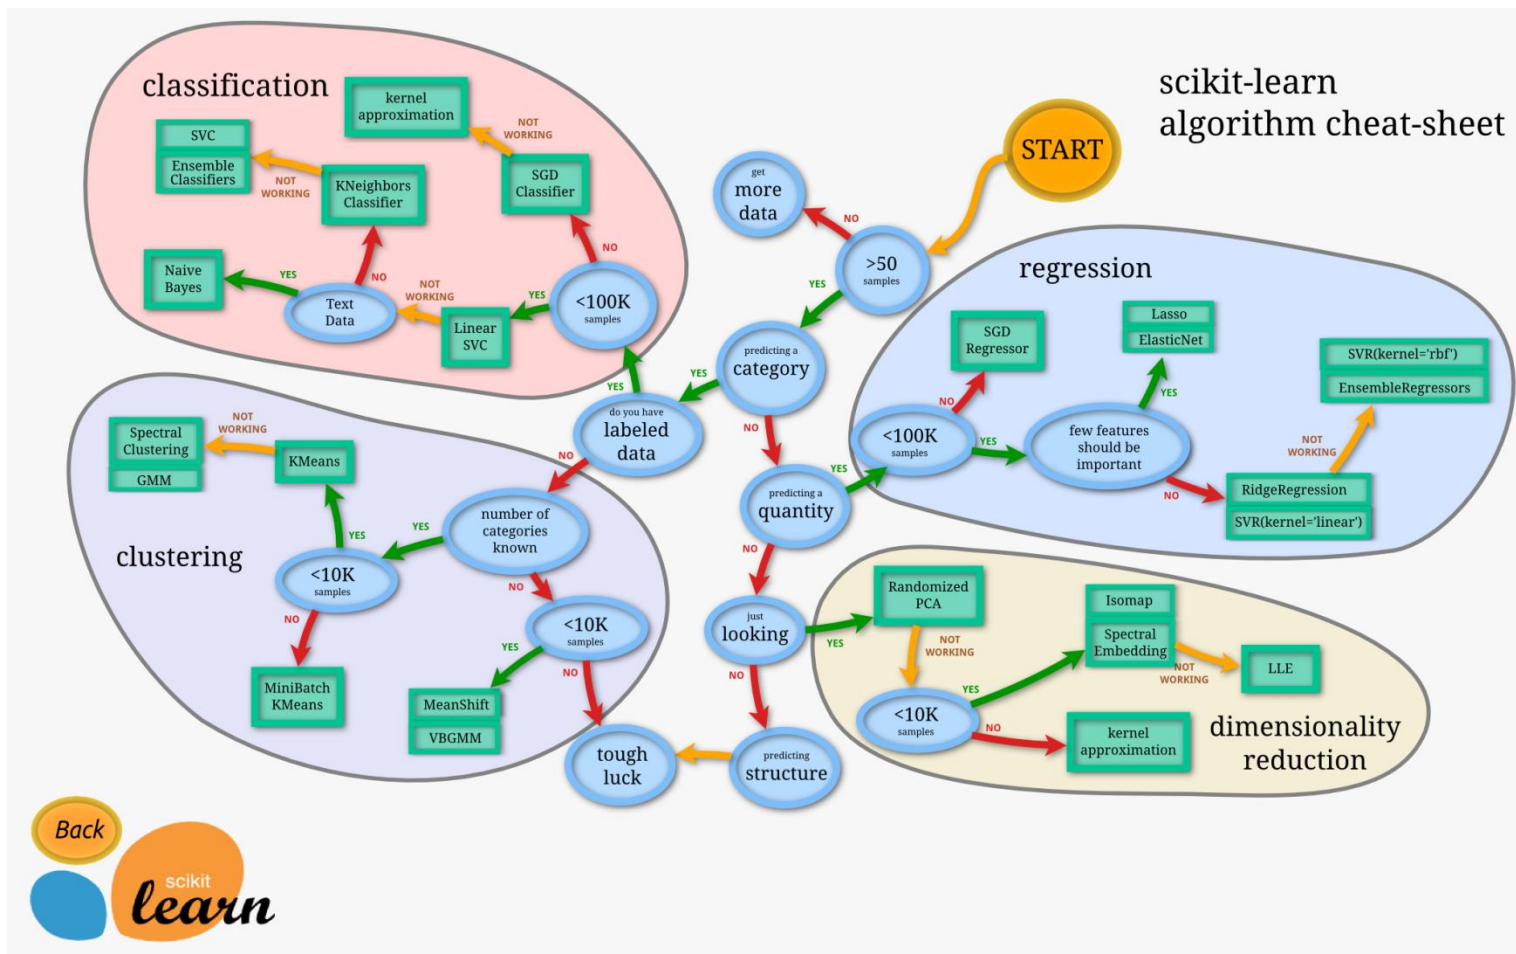 classification
kernel
approximation
NOT
WORKING
SVC
Ensemble
Classifiers
NOT
WORKING
KNeighbors
Classifier
SGD
Classifier
Naive
Bayes
YES
NO
Text
Data
NOT
WORKING
Linear
SVC
YES
NO
<100K
samples
YES
scikit-learn
algorithm cheat-sheet
START
get
more
data
NO
>50
samples
YES
predicting a
category
YES
NO
do you have
labeled
data
NO
predicting a
quantity
YES
NO
just
looking
YES
NO
predicting
structure
tough
luck
regression
SGD
Regressor
Lasso
ElasticNet
SVR(kernel='rbf')
EnsembleRegressors
NO
YES
<100K
samples
YES
few features
should be
important
NOT
WORKING
NO
RidgeRegression
SVR(kernel='linear')
clustering
Spectral
Clustering
GMM
NOT
WORKING
KMeans
number of
categories
known
YES
YES
<10K
samples
NO
NO
<10K
samples
YES
NO
MiniBatch
KMeans
MeanShift
VBGMM
Randomized
PCA
NOT
WORKING
Isomap
Spectral
Embedding
NOT
WORKING
LLE
YES
<10K
samples
NO
kernel
approximation
dimensionality
reduction
Back
scikit
learn